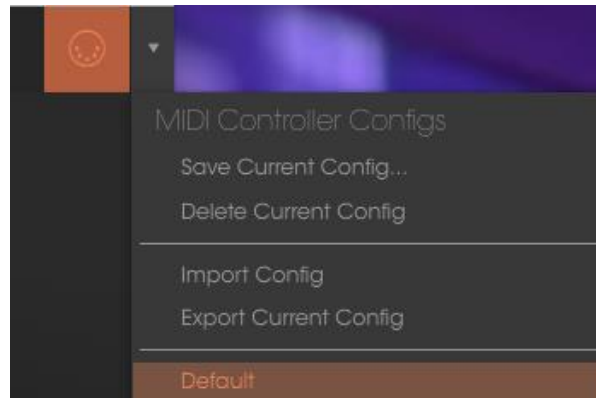 MIDI Controller Configs
Save Current Config...
Delete Current Config
Import Config
Export Current Config
Default